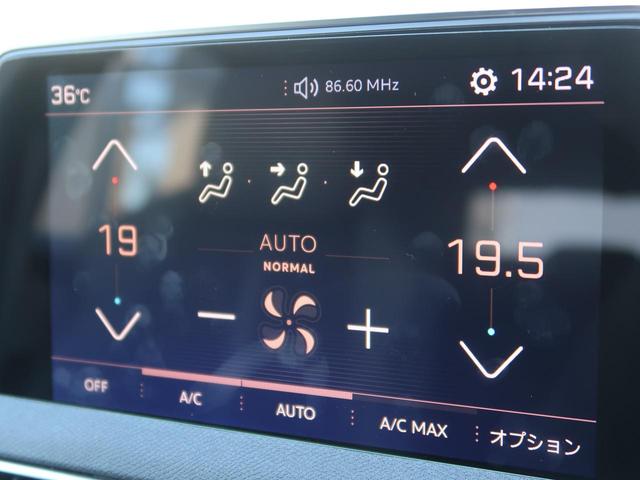 36°C 86.60 MHz 14:24
19 AUTO 19.5
NORMAL
OFF A/C AUTO A/C MAX オプション